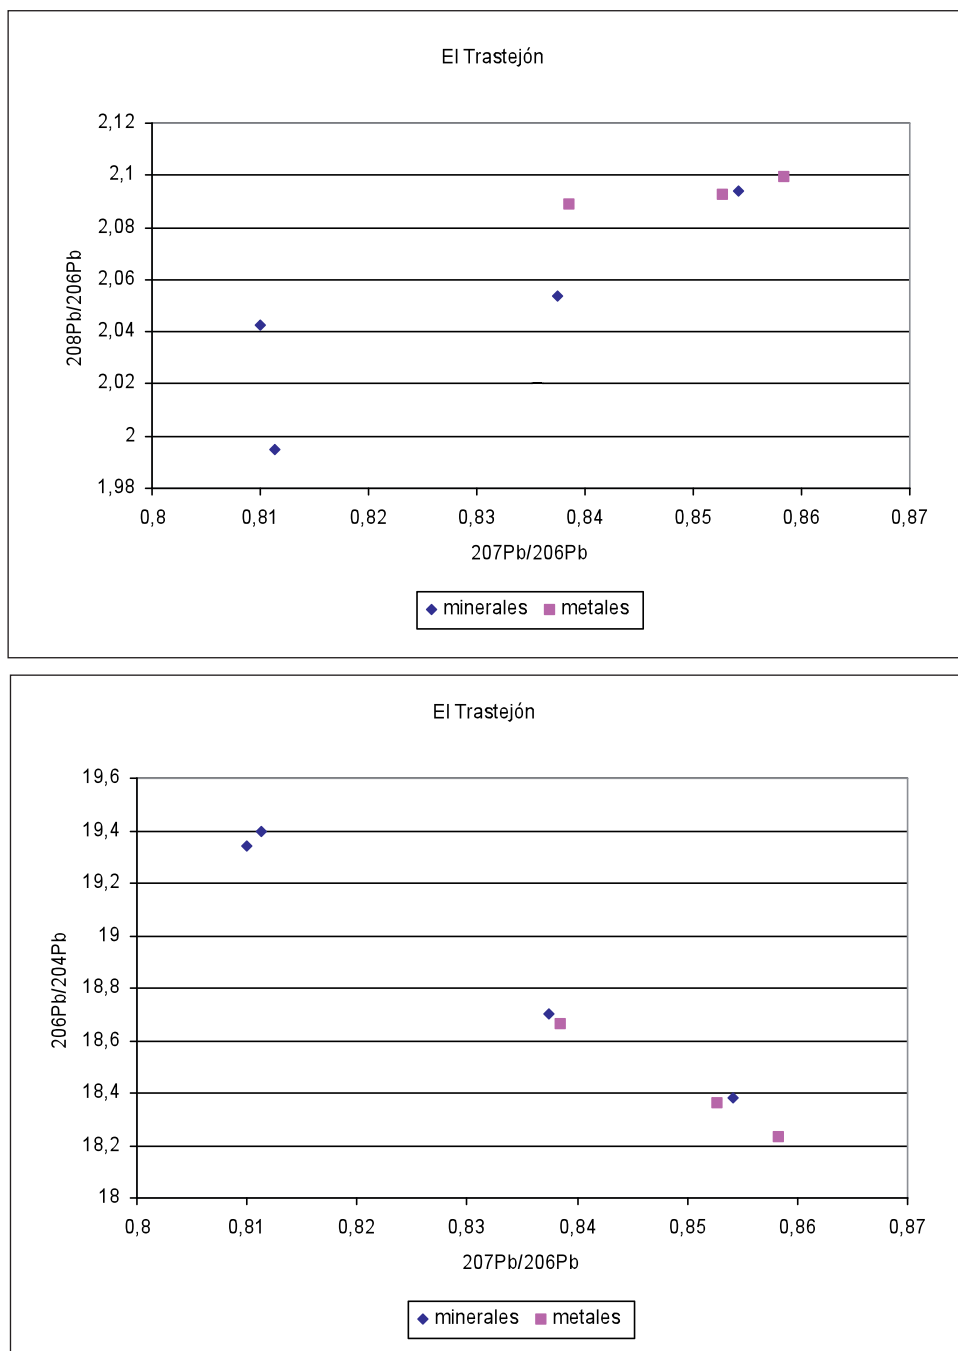 El Trastejón
2,12
2,1
2,08
2,06
2,04
2,02
2
1,98
208Pb/206Pb
0,8 0,81 0,82 0,83 0,84 0,85 0,86 0,87
207Pb/206Pb
minerales metales
El Trastejón
19,6
19,4
19,2
19
18,8
18,6
18,4
18,2
18
206Pb/204Pb
0,8 0,81 0,82 0,83 0,84 0,85 0,86 0,87
207Pb/206Pb
minerales metales